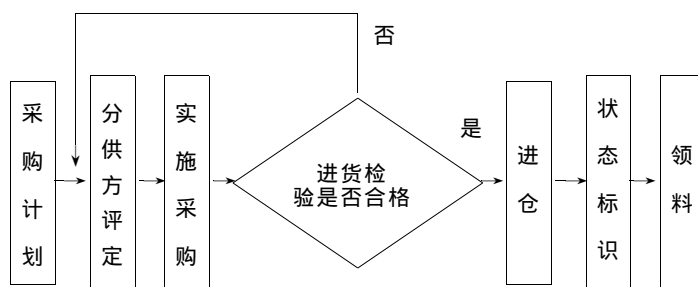 否
采购计划
分供方评定
实施采购
进货检
验是否合格
是
进仓
状态标识
领料